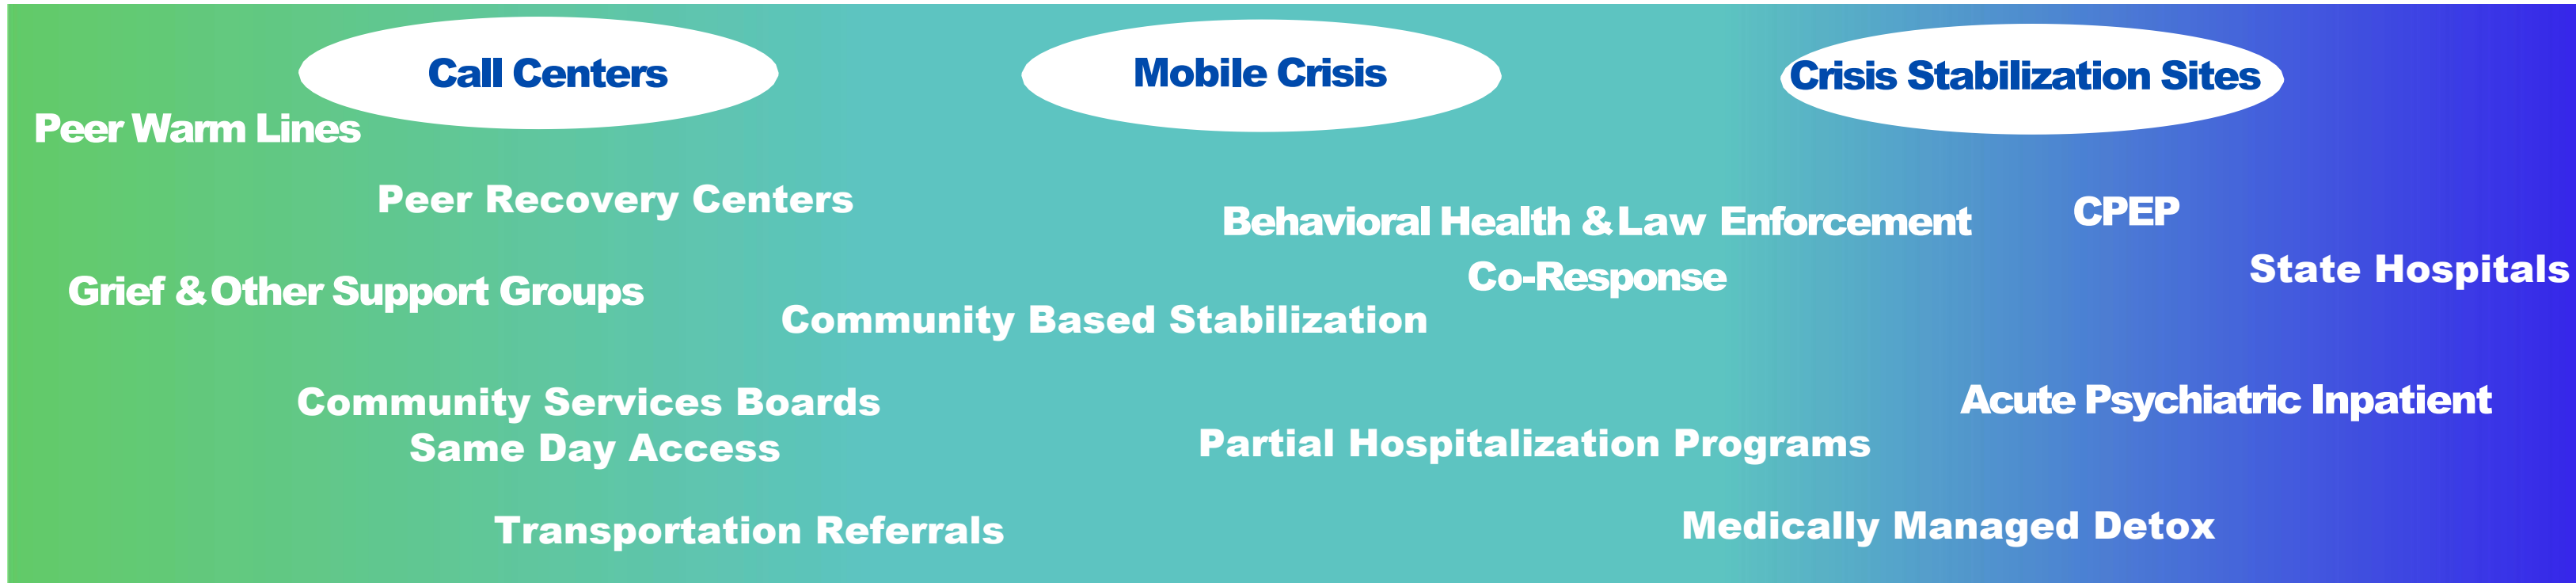 Call Centers
Mobile Crisis
Crisis Stabilization Sites
Peer Warm Lines
Peer Recovery Centers
Behavioral Health & Law Enforcement
Co-Response
CPEP
State Hospitals
Grief & Other Support Groups
Community Based Stabilization
Community Services Boards
Same Day Access
Partial Hospitalization Programs
Acute Psychiatric Inpatient
Transportation Referrals
Medically Managed Detox